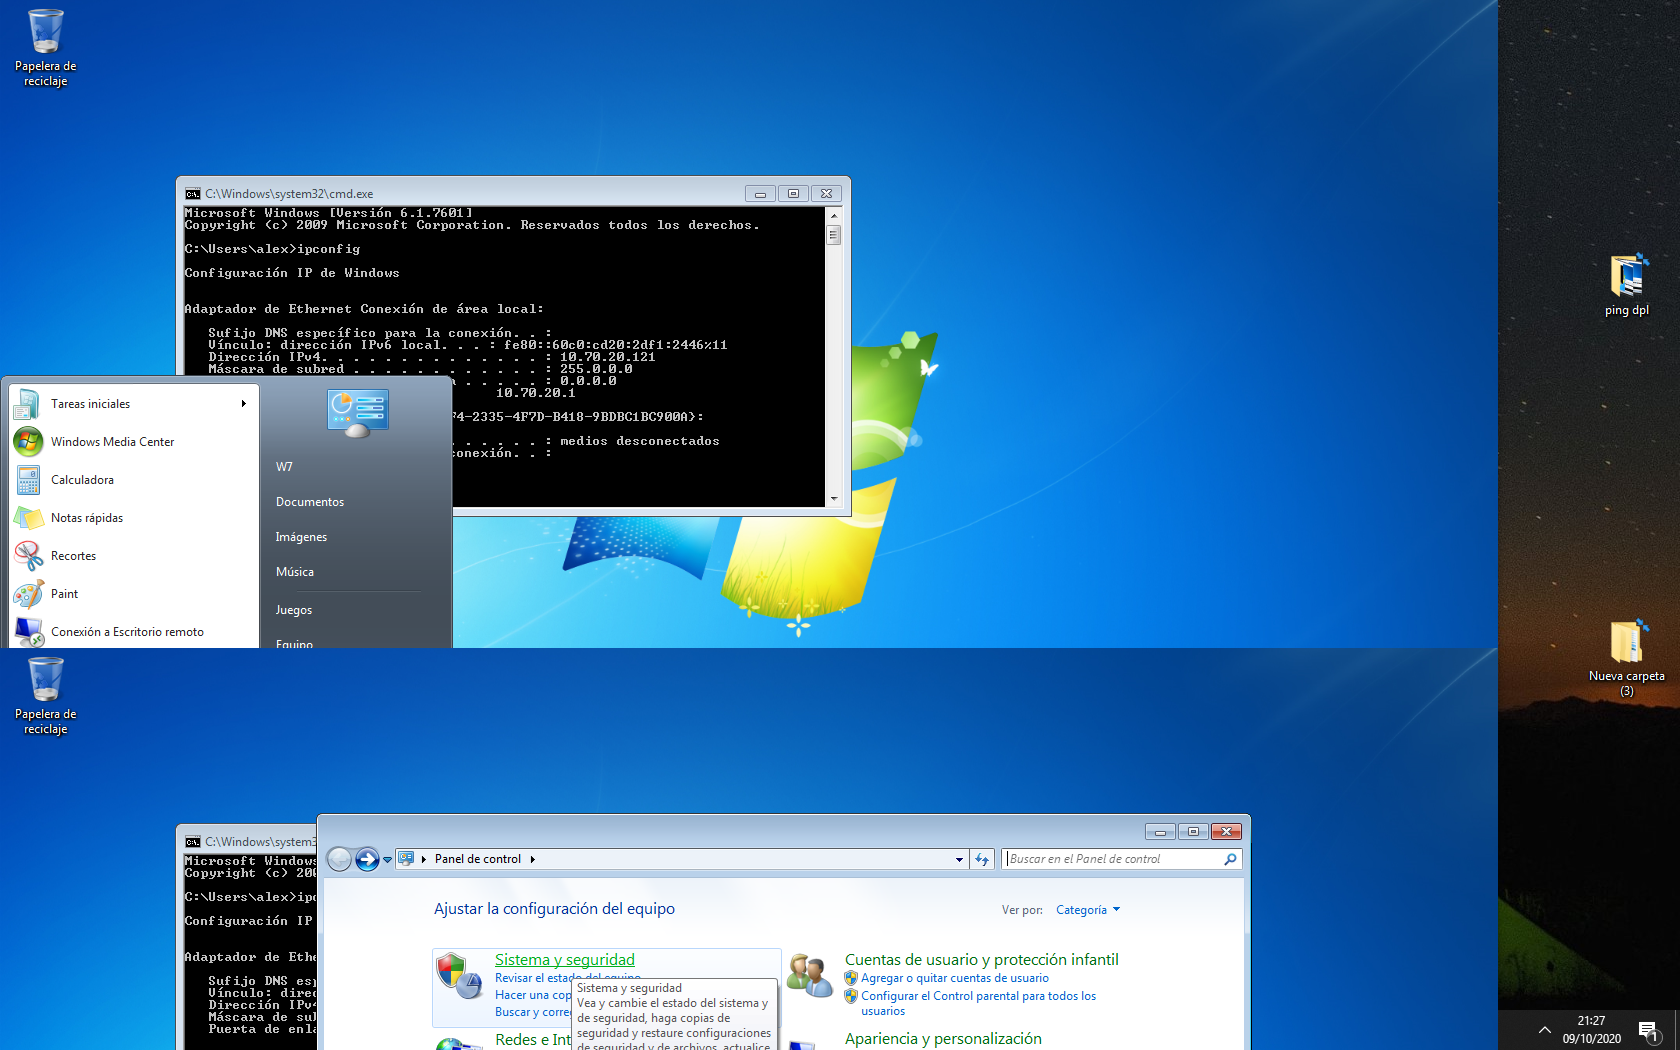 Papelera de
reciclaje
C:\Windows\system32\cmd.exe
Microsoft Windows [Versión 6.1.7601]
Copyright (c) 2009 Microsoft Corporation. Reservados todos los derechos.
C:\Users\alex>ipconfig
Configuración IP de Windows
Adaptador de Ethernet Conexión de área local:
Sufijo DNS específico para la conexión. . :
Vínculo: dirección IPv6 local. . . : fe80::60c0:cd20:2df1:2446%11
Dirección IPv4. . . . . . . . . . . . . . : 10.70.20.121
Máscara de subred . . . . . . . . . . . . : 255.0.0.0
a . . . . . : 0.0.0.0
10.70.20.1
74-2335-4F7D-B418-9BDBC1BC900A}:
. . . . . . : medios desconectados
conexión. . :
Tareas iniciales
Windows Media Center
Calculadora
Notas rápidas
Recortes
Paint
Conexión a Escritorio remoto
W7
Documentos
Imágenes
Música
Juegos
Equipo
ping dpl
Nueva carpeta
(3)
Papelera de
reciclaje
C:\Windows\system3
Microsoft Windows
Copyright (c) 200
C:\Users\alex>ipc
Configuración IP
Adaptador de Ethe
Sufijo DNS esp
Vínculo: direc
Dirección IPv4
Máscara de sub
Puerta de enla
Panel de control
Buscar en el Panel de control
Ajustar la configuración del equipo
Ver por: Categoría
Sistema y seguridad
Revisar el estado del equipo
Hacer una cop
Buscar y corre
Sistema y seguridad
Vea y cambie el estado del sistema y
de seguridad, haga copias de
seguridad y restaure configuraciones
de seguridad y de archivos, actualice
Redes e Int
Cuentas de usuario y protección infantil
Agregar o quitar cuentas de usuario
Configurar el Control parental para todos los
usuarios
Apariencia y personalización
21:27
09/10/2020
1